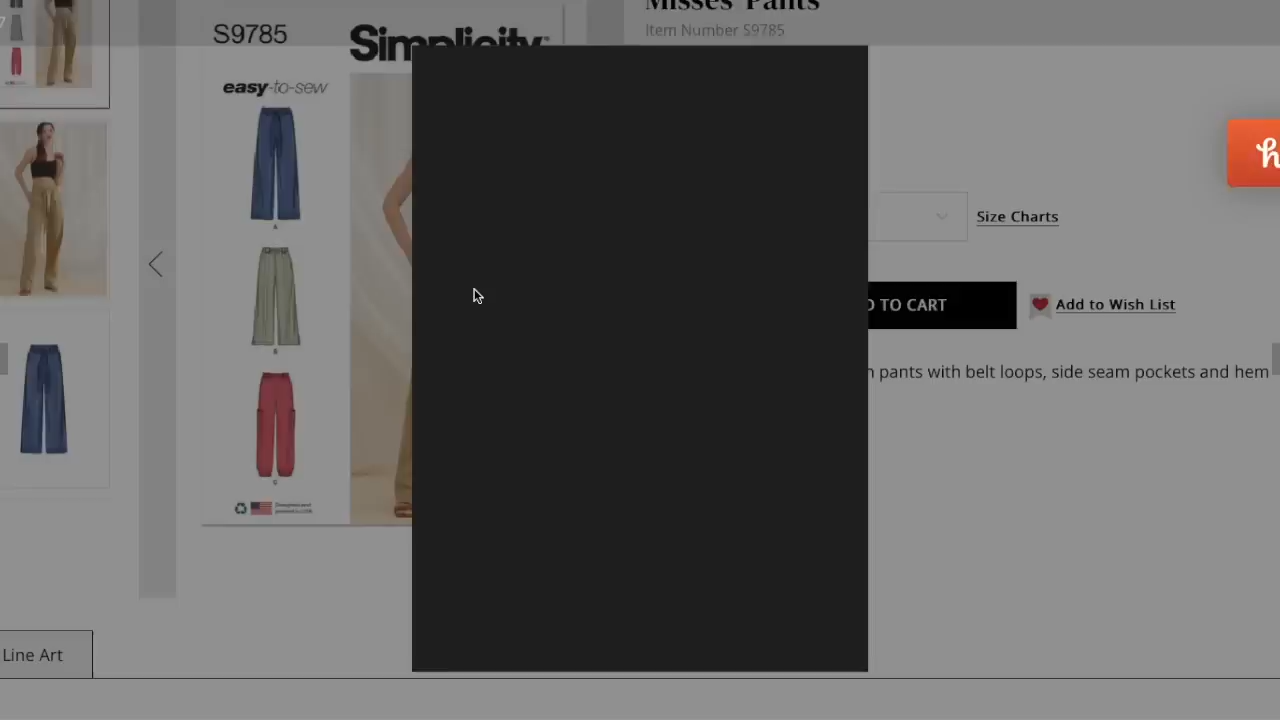 Misses' Pants
Item Number S9785
S9785
Simplicity
easy-to-sew
A
B
C
Size Charts
TO CART
Add to Wish List
pants with belt loops, side seam pockets and hem
Line Art